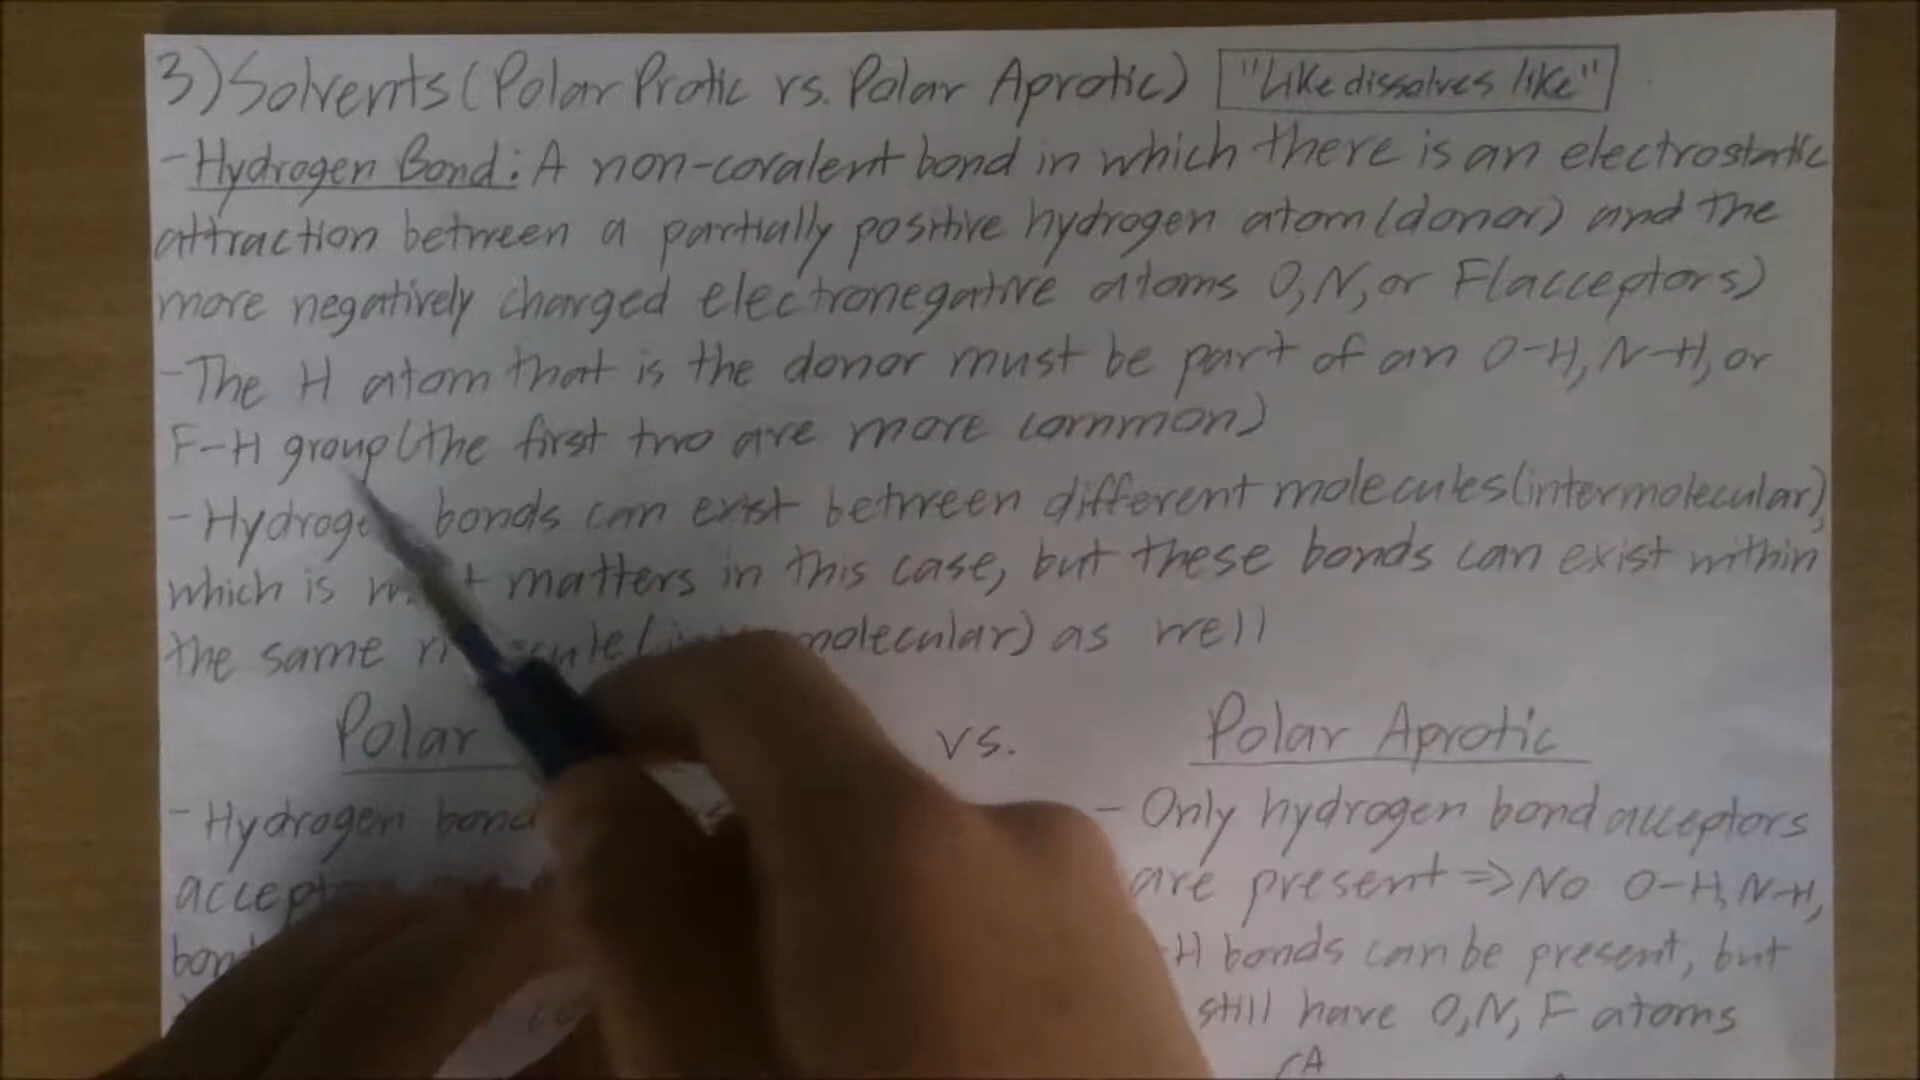 3) Solvents (Polar Protic vs. Polar Aprotic) "Like dissolves like"
- Hydrogen Bond: A non-covalent bond in which there is an electrostatic
attraction between a partially positive hydrogen atom (donor) and the
more negatively charged electronegative atoms O, N, or F (acceptors)
- The H atom that is the donor must be part of an O-H, N-H, or
F-H group (the first two are more common)
- bonds can exist between different molecules (intermolecular),
which is matters in this case, but these bonds can exist within
the same as well
Polar vs. Polar Aprotic
- Hydrogen bond
- Only hydrogen bond acceptors
are present => No O-H, N-H,
H bonds can be present, but
still have O, N, F atoms